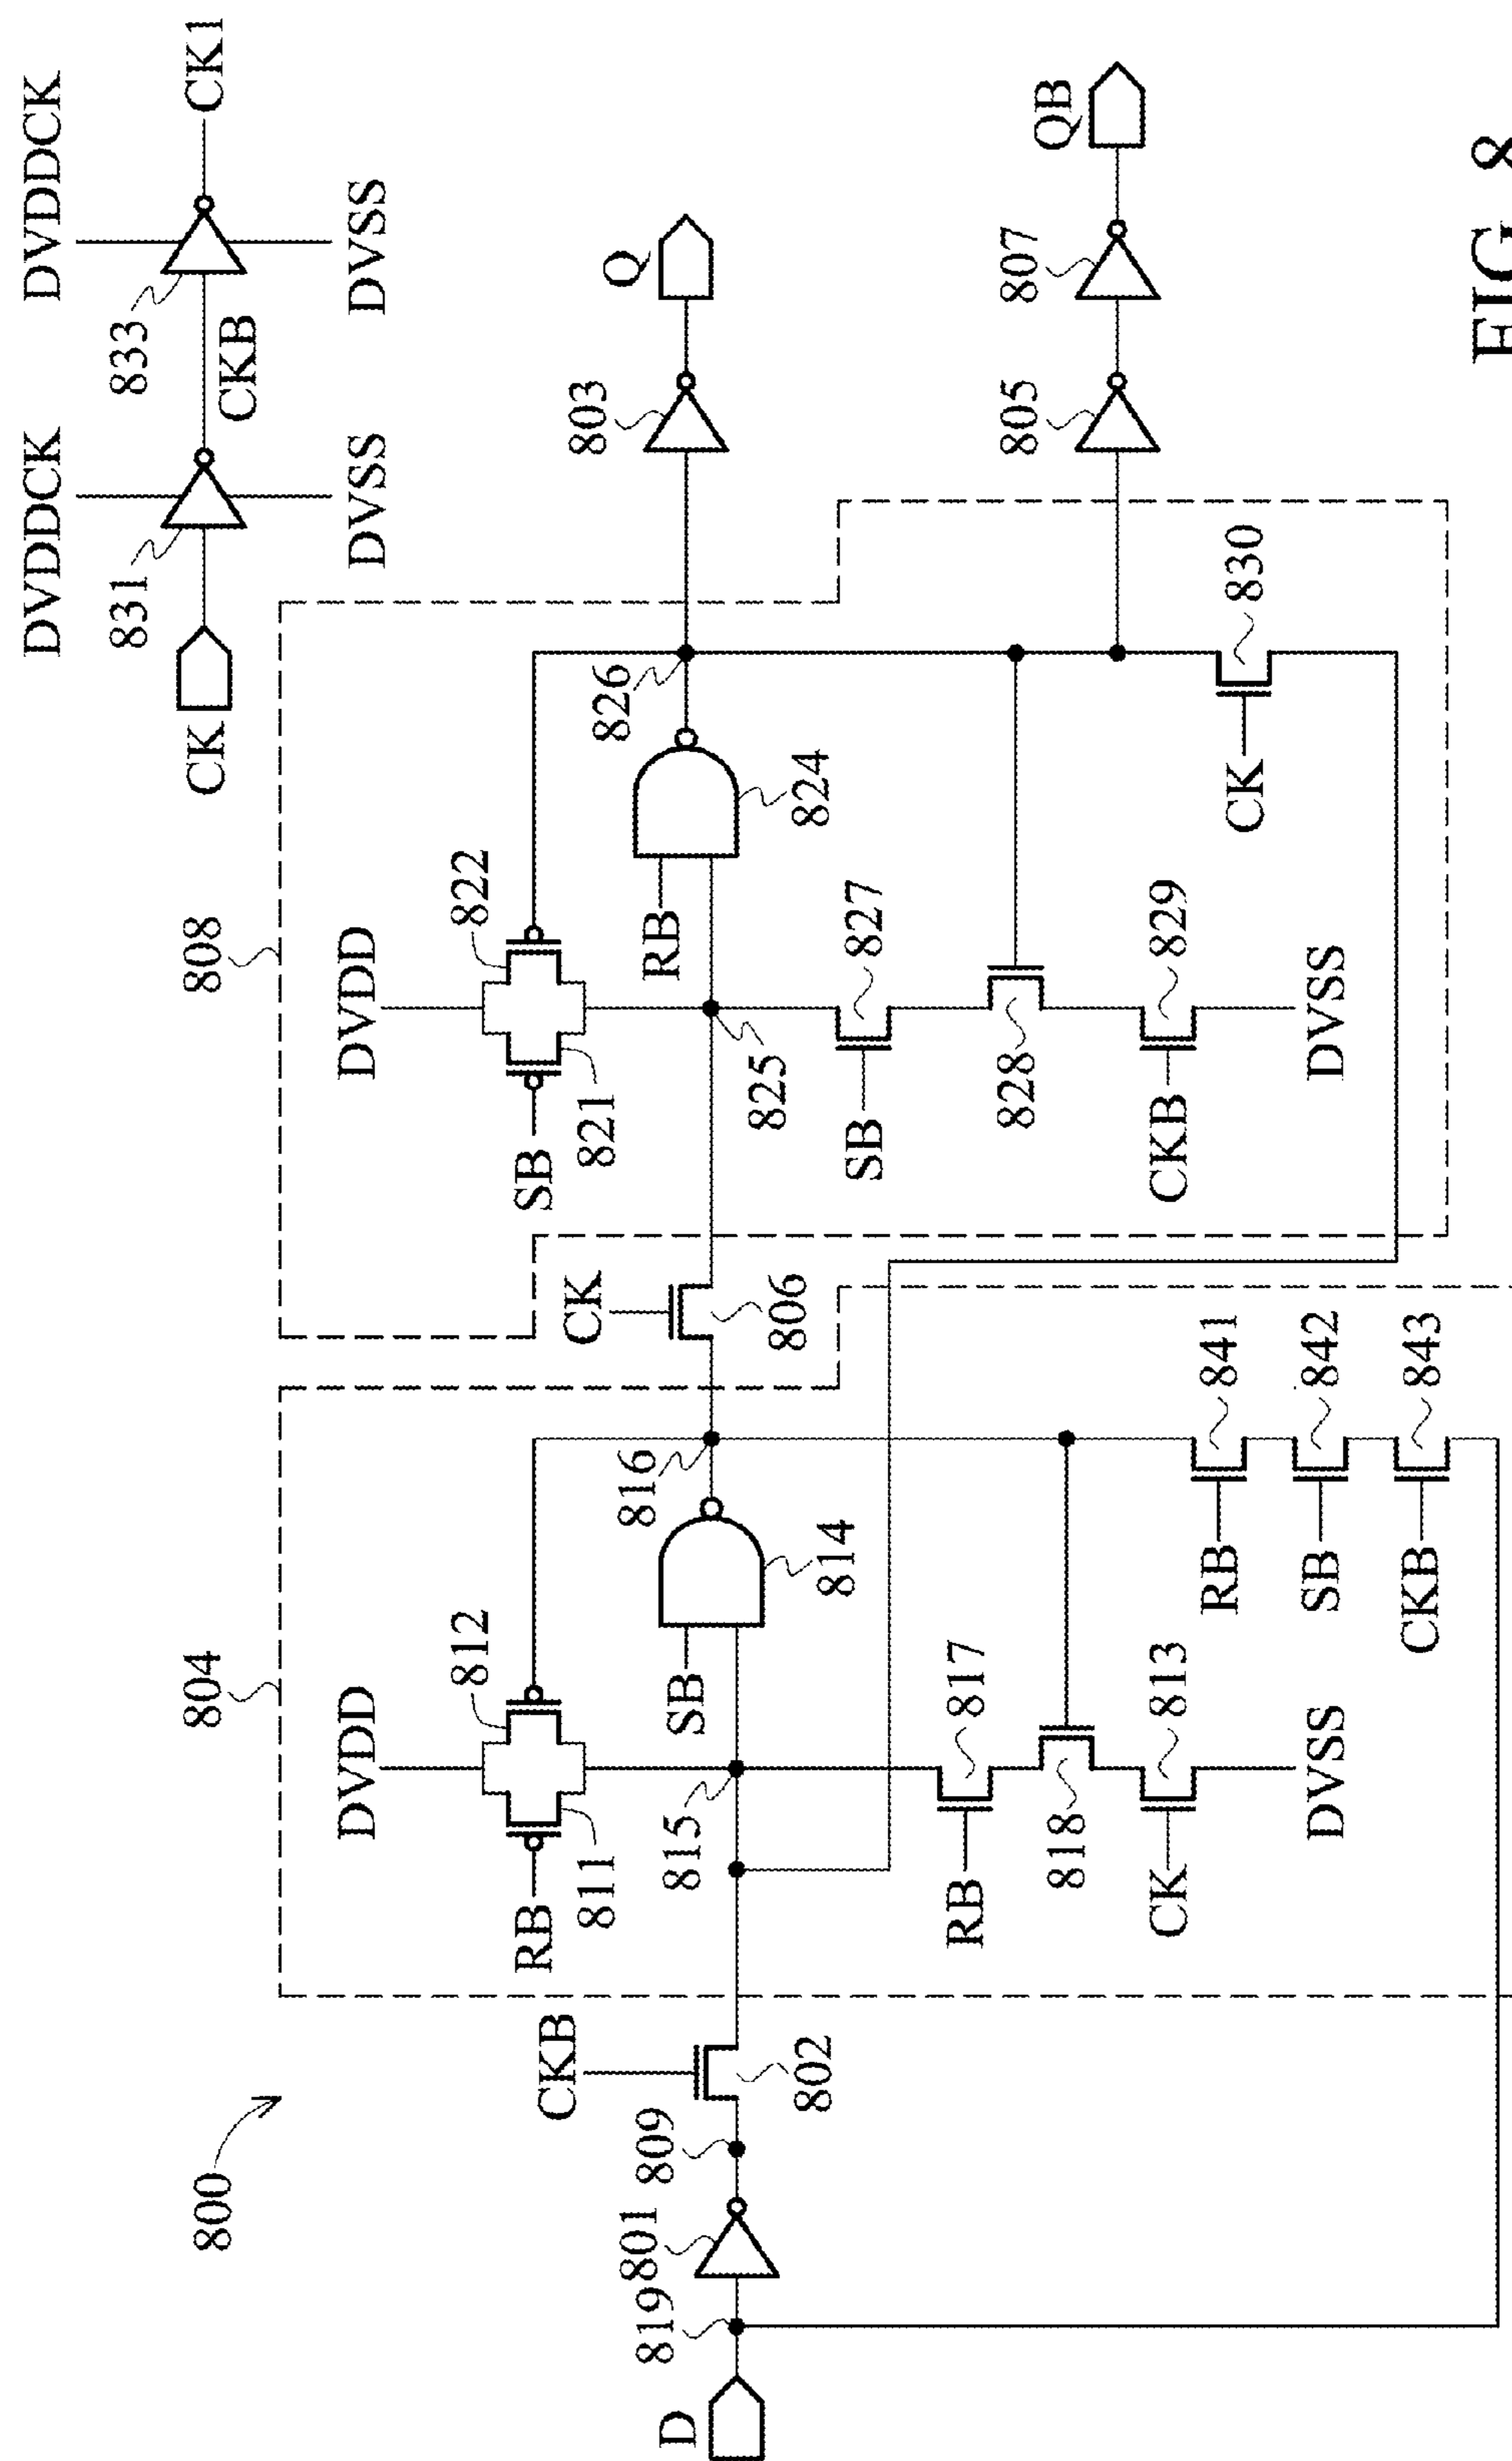 800
804
808
DVDDCK
DVDDCK
CK
831
CKB
833
CK1
DVSS
DVSS
DVDD
DVDD
RB
811
812
SB
821
822
CKB
802
CK
806
D
819
801
809
815
SB
814
816
825
RB
824
826
803
Q
RB
817
818
CK
813
DVSS
SB
827
828
CKB
829
DVSS
805
807
QB
RB
841
SB
842
CKB
843
CK
830
FIG. 8